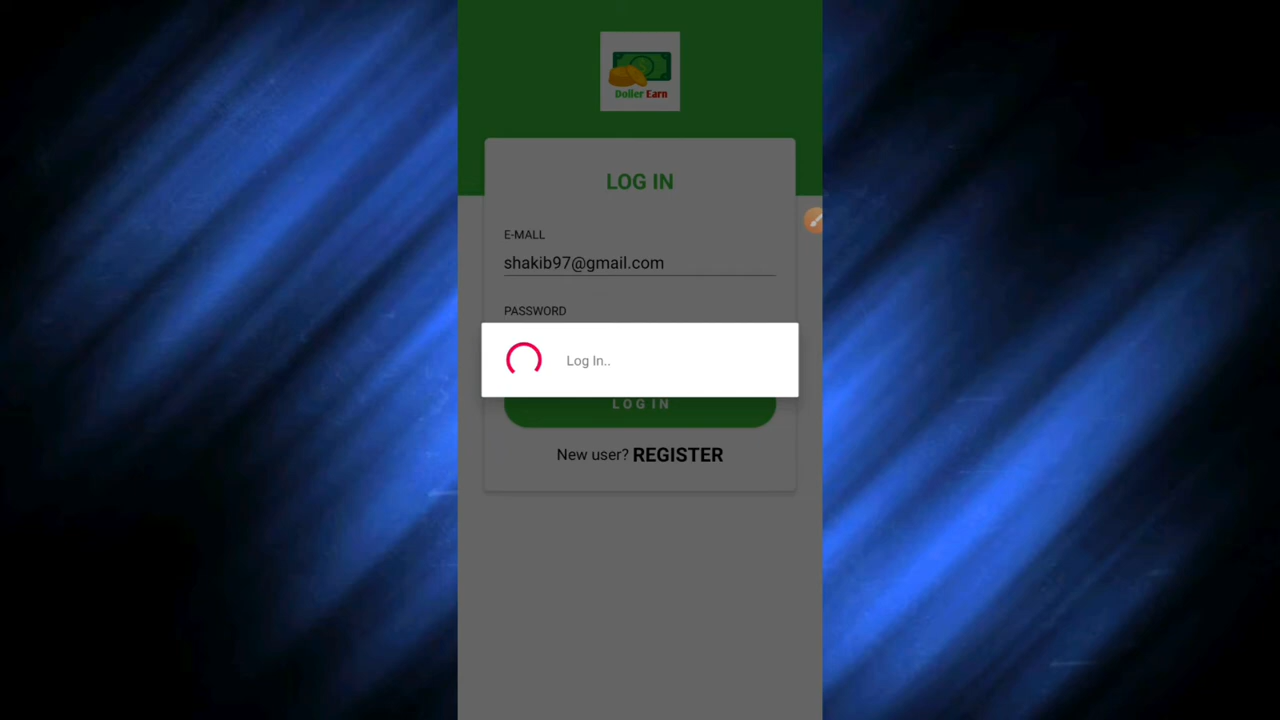 Doller Earn
LOG IN
E-MALL
shakib97@gmail.com
PASSWORD
Log In..
LOG IN
New user? REGISTER